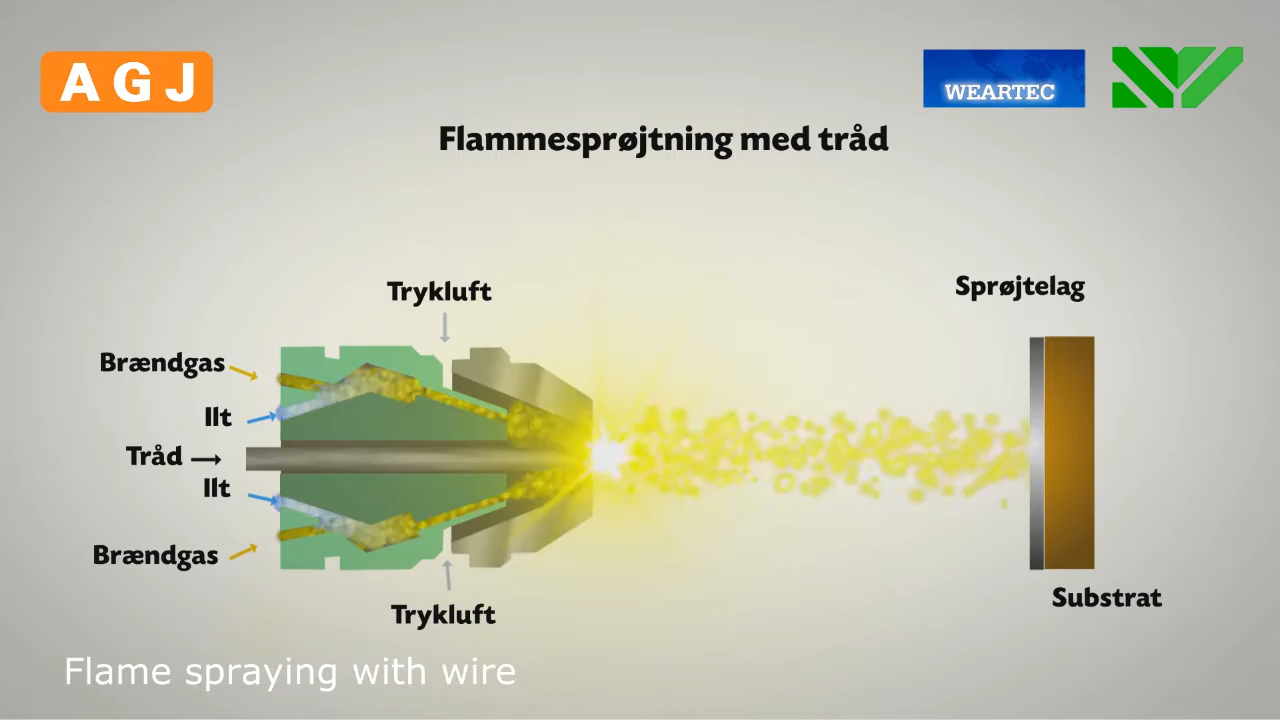 AGJ
WEARTEC
Flammesprøjtning med tråd
Trykluft
Sprøjtelag
Brændgas
Ilt
Tråd
Ilt
Brændgas
Substrat
Trykluft
Flame spraying with wire